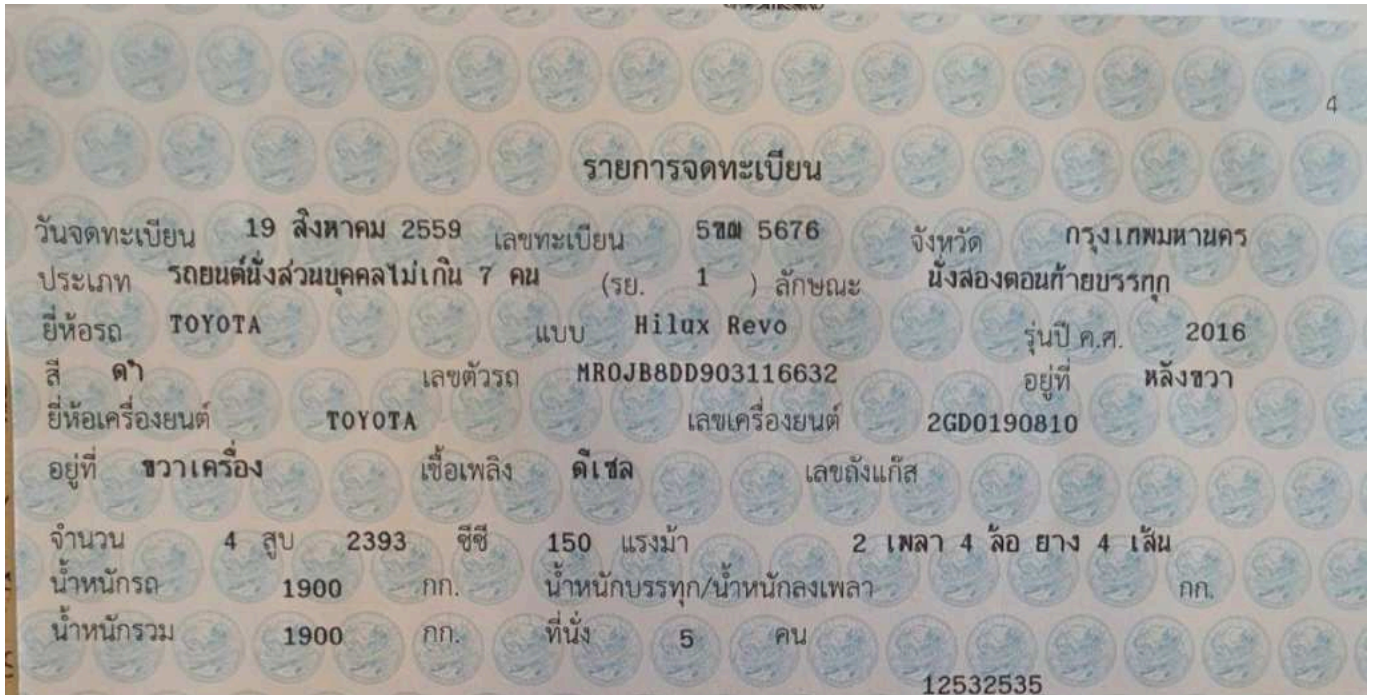 4
รายการจดทะเบียน
วันจดทะเบียน 19 สิงหาคม 2559 เลขทะเบียน 5ขฌ 5676 จังหวัด กรุงเทพมหานคร
ประเภท รถยนต์นั่งส่วนบุคคลไม่เกิน 7 คน (รย. 1 ) ลักษณะ นั่งสองตอนท้ายบรรทุก
ยี่ห้อรถ TOYOTA แบบ Hilux Revo รุ่นปี ค.ศ. 2016
สี ดำ เลขตัวรถ MR0JB8DD903116632 อยู่ที่ หลังขวา
ยี่ห้อเครื่องยนต์ TOYOTA เลขเครื่องยนต์ 2GD0190810
อยู่ที่ ขวาเครื่อง เชื้อเพลิง ดีเซล เลขถังแก๊ส
จำนวน 4 สูบ 2393 ซีซี 150 แรงม้า 2 เพลา 4 ล้อ ยาง 4 เส้น
น้ำหนักรถ 1900 กก. น้ำหนักบรรทุก/น้ำหนักลงเพลา กก.
น้ำหนักรวม 1900 กก. ที่นั่ง 5 คน
12532535